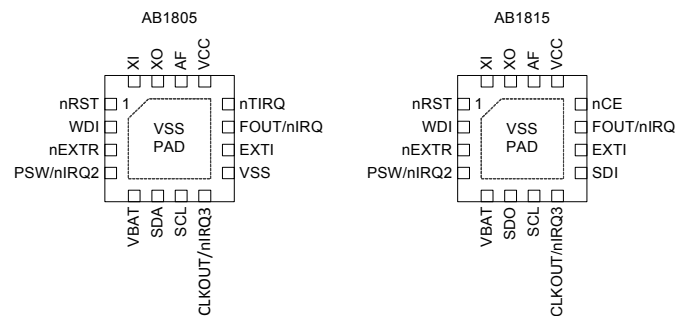 AB1805
XI
XO
AF
VCC
nRST
1
nTIRQ
WDI
VSS
PAD
FOUT/nIRQ
nEXTR
EXTI
PSW/nIRQ2
VSS
VBAT
SDA
SCL
CLKOUT/nIRQ3
AB1815
XI
XO
AF
VCC
nRST
1
nCE
WDI
VSS
PAD
FOUT/nIRQ
nEXTR
EXTI
PSW/nIRQ2
SDI
VBAT
SDO
SCL
CLKOUT/nIRQ3